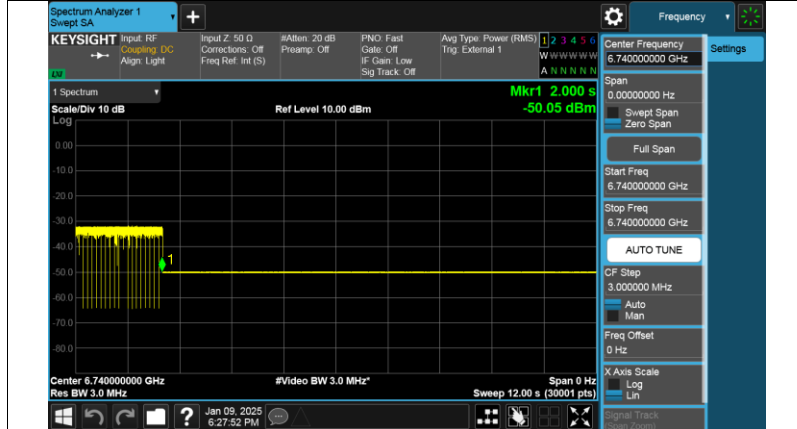 Spectrum Analyzer 1
Swept SA
+
Frequency
KEYSIGHT
Input: RF
Coupling: DC
Align: Light
Input Z: 50 Ω
Corrections: Off
Freq Ref: Int (S)
#Atten: 20 dB
Preamp: Off
PNO: Fast
Gate: Off
IF Gain: Low
Sig Track: Off
Avg Type: Power (RMS)
Trig: External 1
1 2 3 4 5 6
W W W W W W
A N N N N N
LXI
1 Spectrum
Scale/Div 10 dB
Log
Ref Level 10.00 dBm
Mkr1 2.000 s
-50.05 dBm
0.00
-10.0
-20.0
-30.0
-40.0
-50.0
-60.0
-70.0
-80.0
1
Center 6.740000000 GHz
Res BW 3.0 MHz
#Video BW 3.0 MHz*
Span 0 Hz
Sweep 12.00 s (30001 pts)
Center Frequency
6.740000000 GHz
Settings
Span
0.00000000 Hz
Swept Span
Zero Span
Full Span
Start Freq
6.740000000 GHz
Stop Freq
6.740000000 GHz
AUTO TUNE
CF Step
3.000000 MHz
Auto
Man
Freq Offset
0 Hz
X Axis Scale
Log
Lin
Signal Track
(Span Zoom)
?
Jan 09, 2025
6:27:52 PM